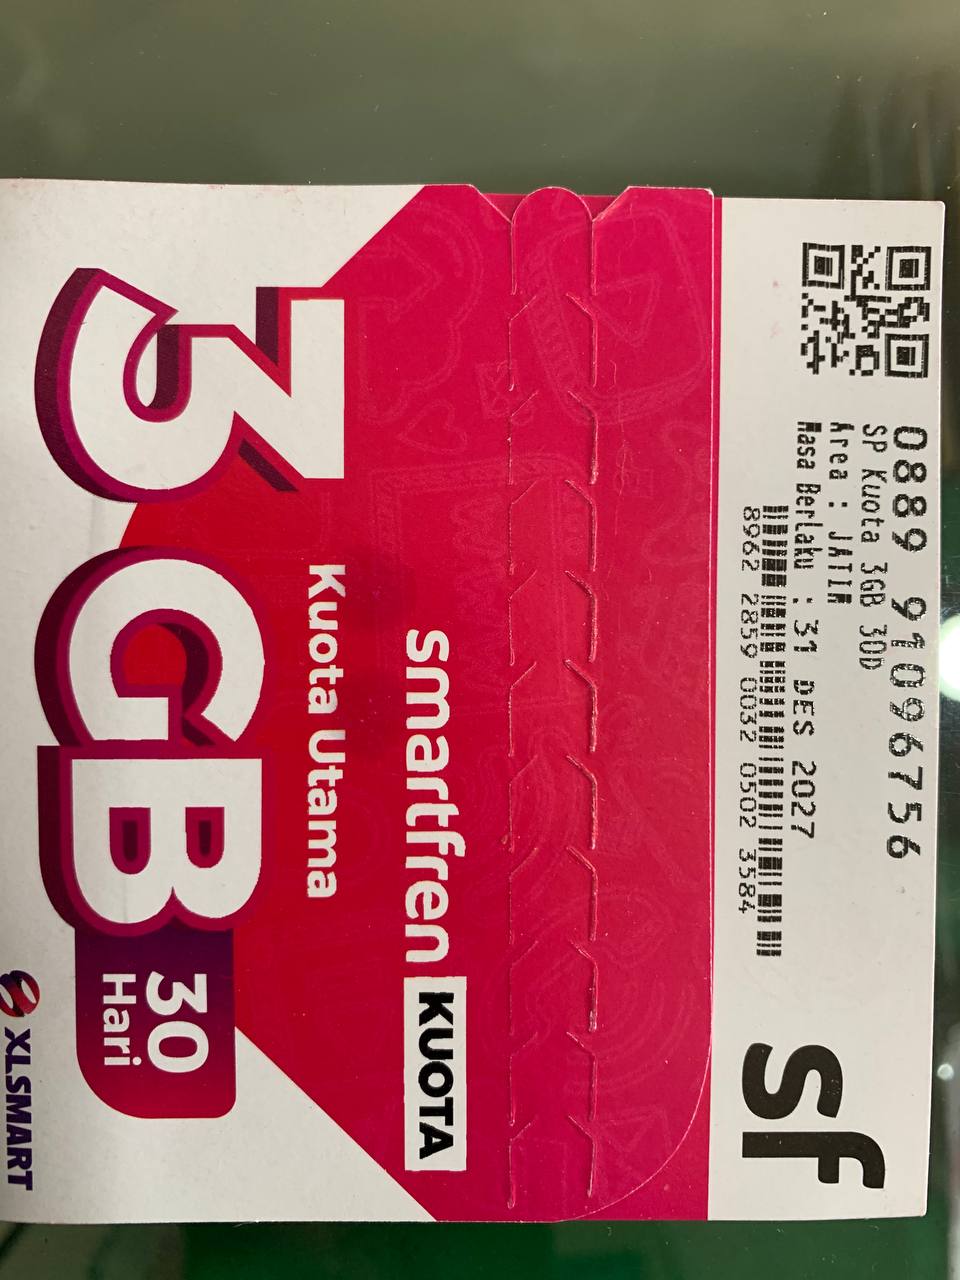 0889 91096756
SP Kuota 3GB 30D
Area : JATIM
Masa Berlaku : 31 DES 2027
8962 2859 0032 0502 3584
sf
smartfren KUOTA
Kuota Utama
3GB
30
Hari
XLSMART